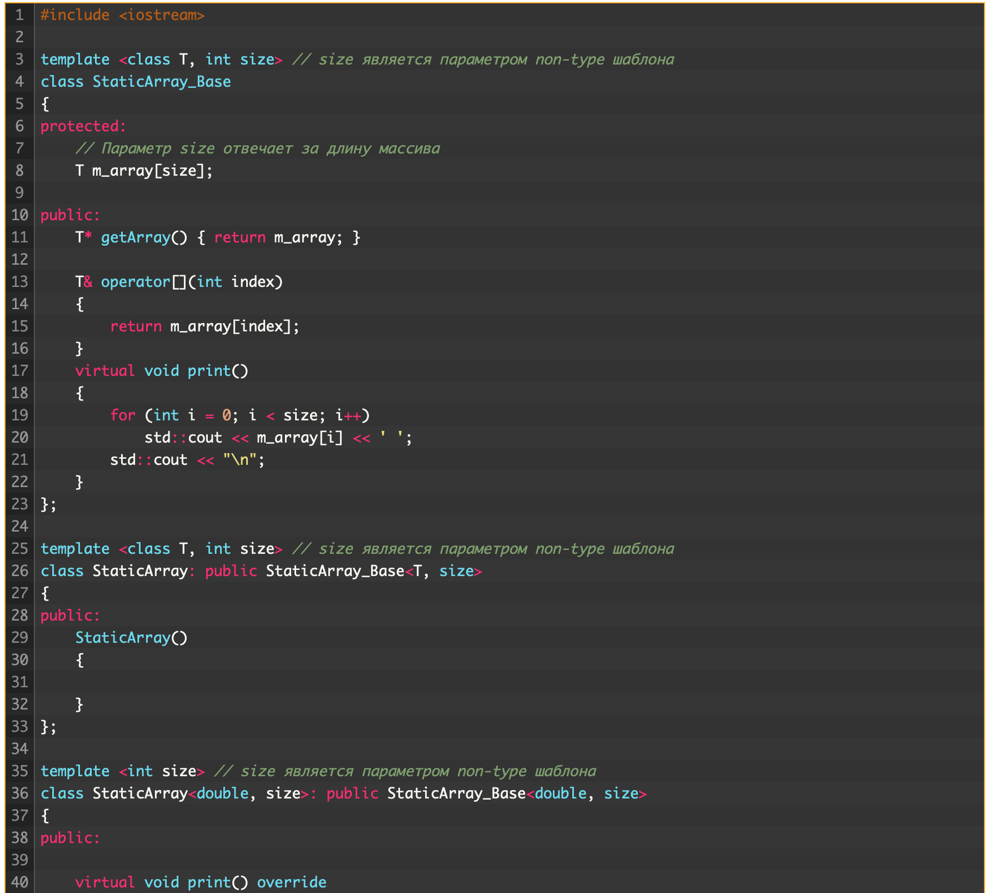 1 #include <iostream>
2
3 template <class T, int size> // size является параметром non-type шаблона
4 class StaticArray_Base
5 {
6 protected:
7     // Параметр size отвечает за длину массива
8     T m_array[size];
9
10 public:
11     T* getArray() { return m_array; }
12
13     T& operator[](int index)
14     {
15         return m_array[index];
16     }
17     virtual void print()
18     {
19         for (int i = 0; i < size; i++)
20             std::cout << m_array[i] << ' ';
21         std::cout << "\n";
22     }
23 };
24
25 template <class T, int size> // size является параметром non-type шаблона
26 class StaticArray: public StaticArray_Base<T, size>
27 {
28 public:
29     StaticArray()
30     {
31
32     }
33 };
34
35 template <int size> // size является параметром non-type шаблона
36 class StaticArray<double, size>: public StaticArray_Base<double, size>
37 {
38 public:
39
40     virtual void print() override